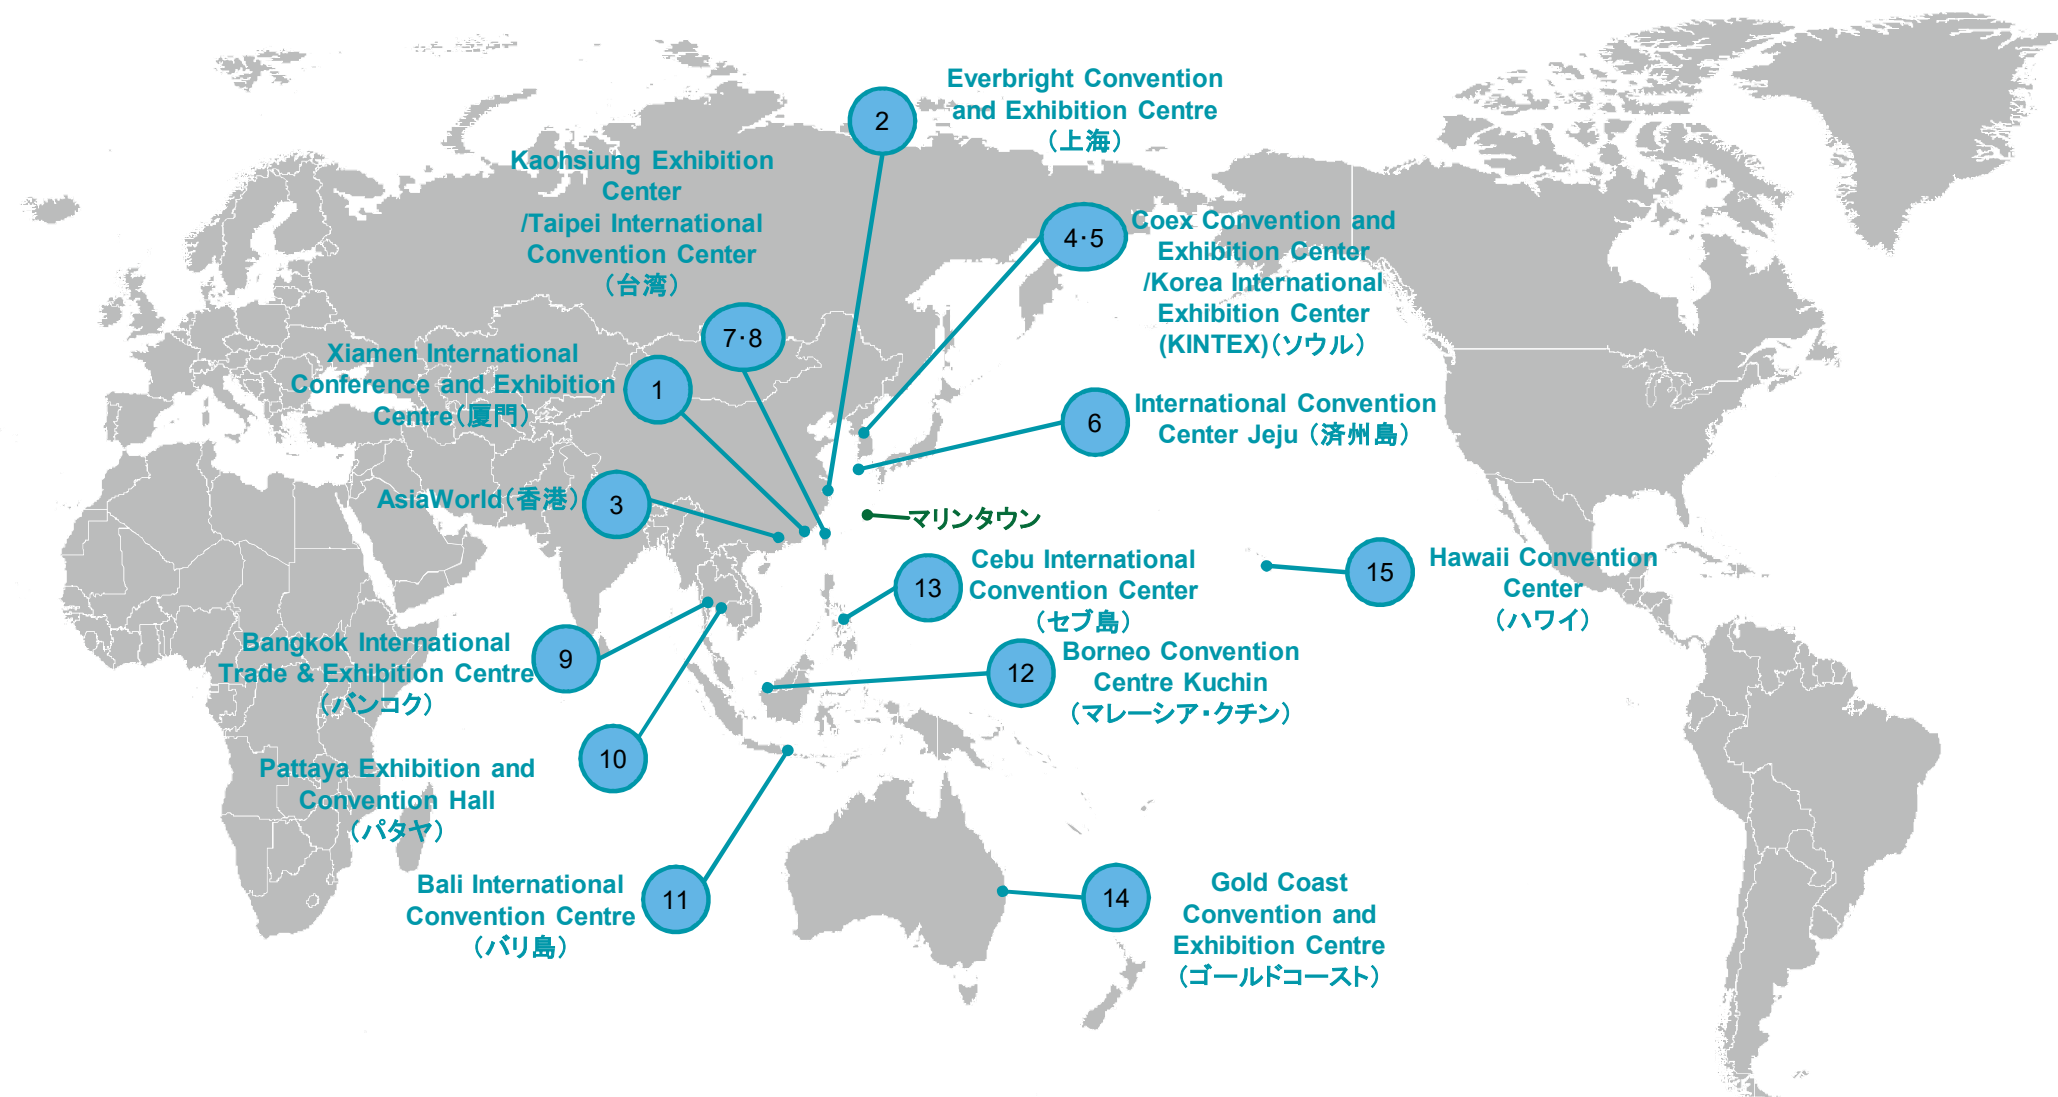 2
Everbright Convention
and Exhibition Centre
（上海）
Kaohsiung Exhibition
Center
/Taipei International
Convention Center
（台湾）
7・8
4・5
Coex Convention and
Exhibition Center
/Korea International
Exhibition Center
(KINTEX)（ソウル）
Xiamen International
Conference and Exhibition
Centre（厦門）
1
6
International Convention
Center Jeju （済州島）
AsiaWorld（香港）
3
マリンタウン
Cebu International
Convention Center
（セブ島）
13
15
Hawaii Convention
Center
（ハワイ）
Bangkok International
Trade & Exhibition Centre
（バンコク）
9
12
Borneo Convention
Centre Kuchin
（マレーシア・クチン）
10
Pattaya Exhibition and
Convention Hall
（パタヤ）
Bali International
Convention Centre
（バリ島）
11
14
Gold Coast
Convention and
Exhibition Centre
（ゴールドコースト）